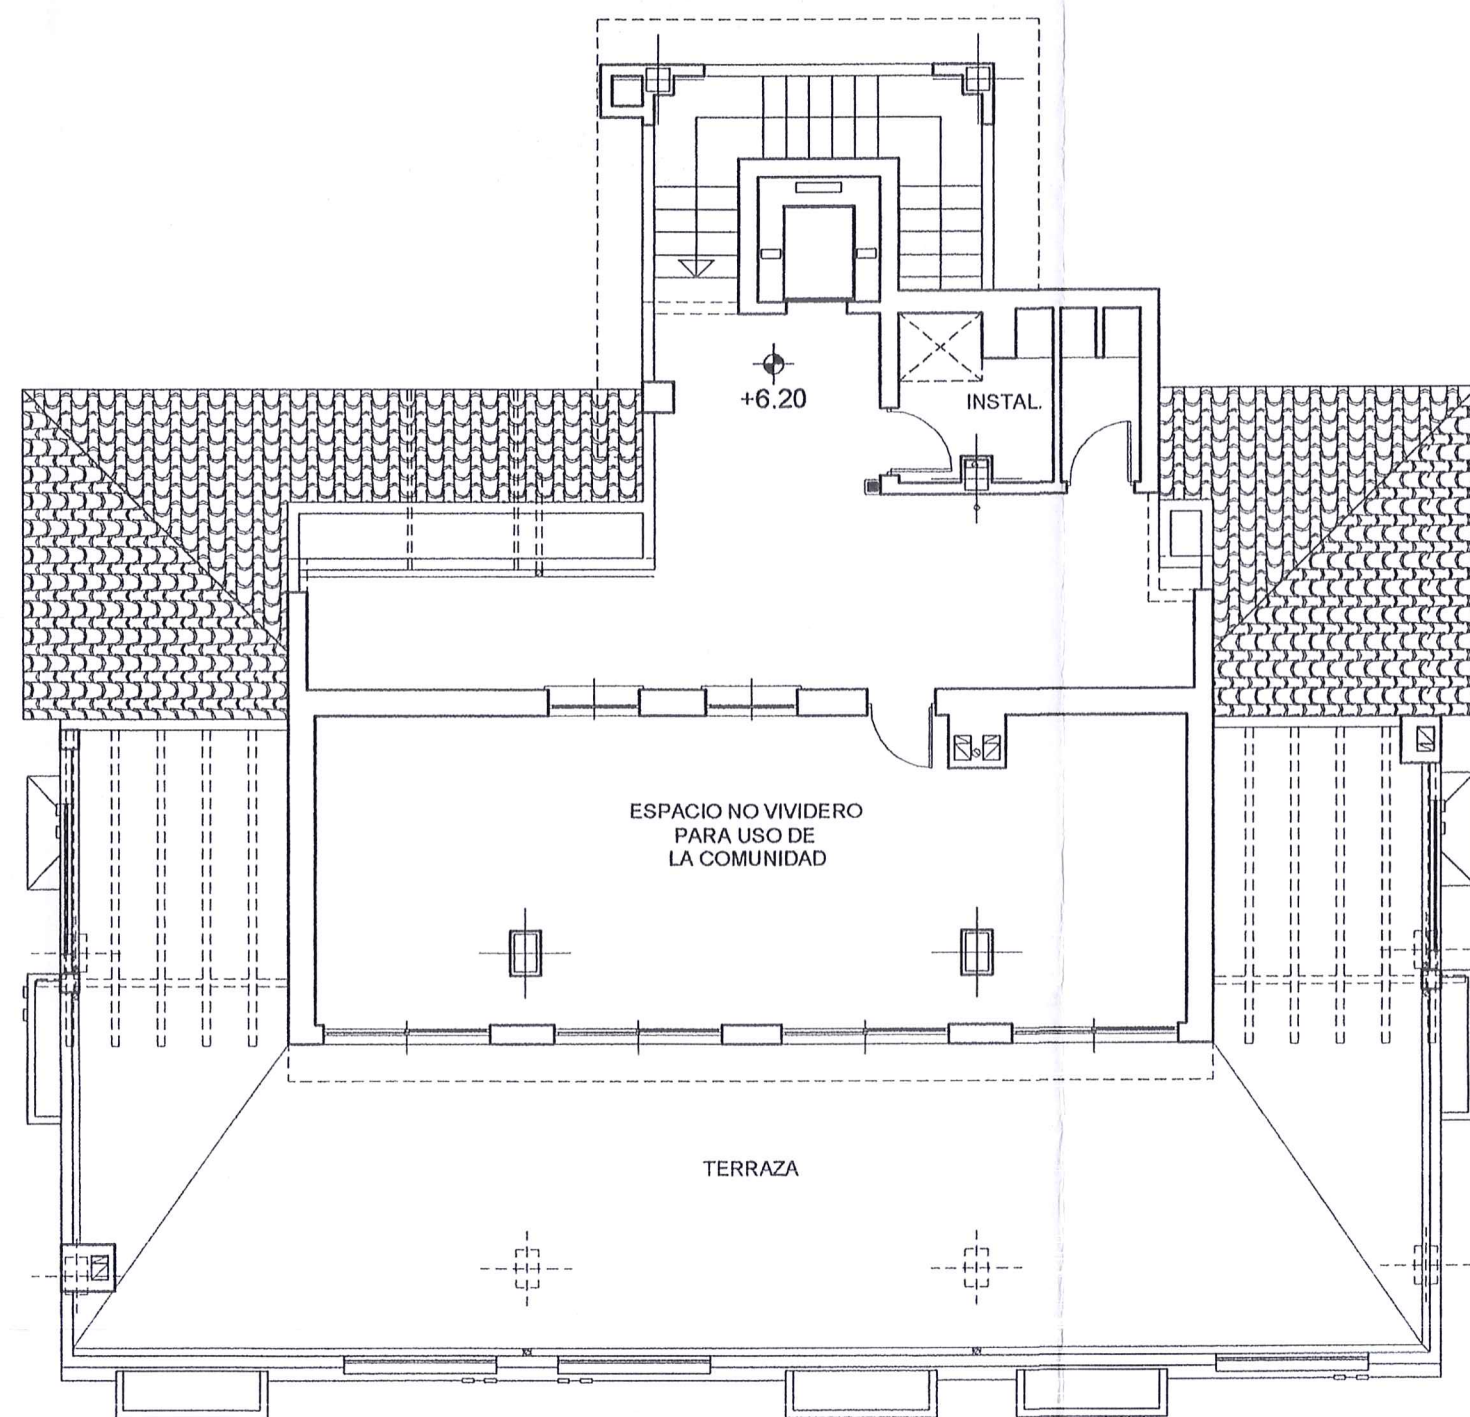 +6.20
INSTAL.
ESPACIO NO VIVIDERO
PARA USO DE
LA COMUNIDAD
TERRAZA